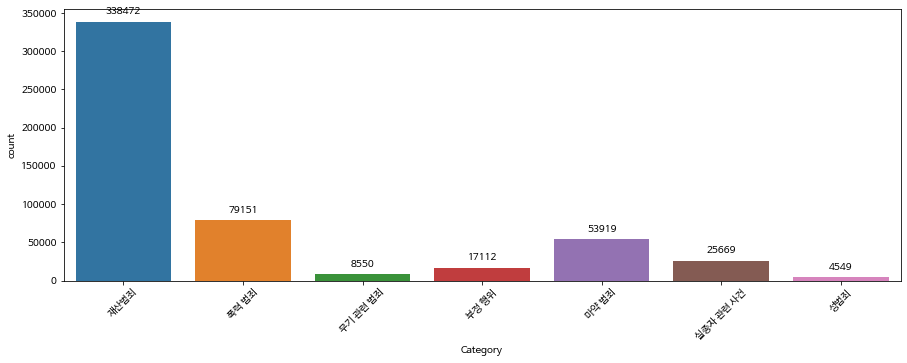 338472
350000
300000
250000
200000
150000
100000
50000
0
count
79151
8550
17112
53919
25669
4549
재산범죄
폭력 범죄
무기 관련 범죄
부정 행위
마약 범죄
실종자 관련 사건
성범죄
Category